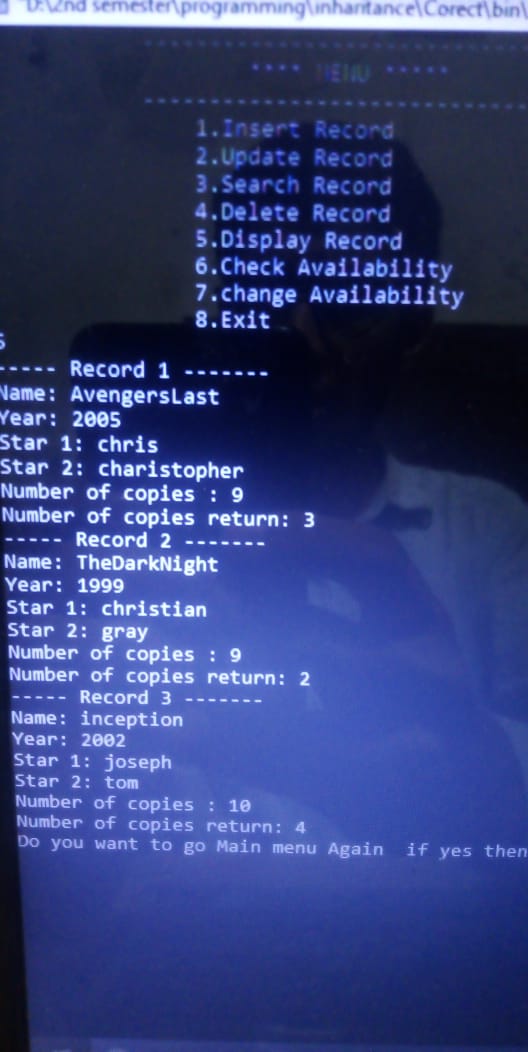 "D:\2nd semester\programming\inharitance\Corect\bin\
**** MENU *****
1.Insert Record
2.Update Record
3.Search Record
4.Delete Record
5.Display Record
6.Check Availability
7.change Availability
8.Exit
5
----- Record 1 -------
Name: AvengersLast
Year: 2005
Star 1: chris
Star 2: charistopher
Number of copies : 9
Number of copies return: 3
----- Record 2 -------
Name: TheDarkNight
Year: 1999
Star 1: christian
Star 2: gray
Number of copies : 9
Number of copies return: 2
----- Record 3 -------
Name: inception
Year: 2002
Star 1: joseph
Star 2: tom
Number of copies : 10
Number of copies return: 4
Do you want to go Main menu Again  if yes then